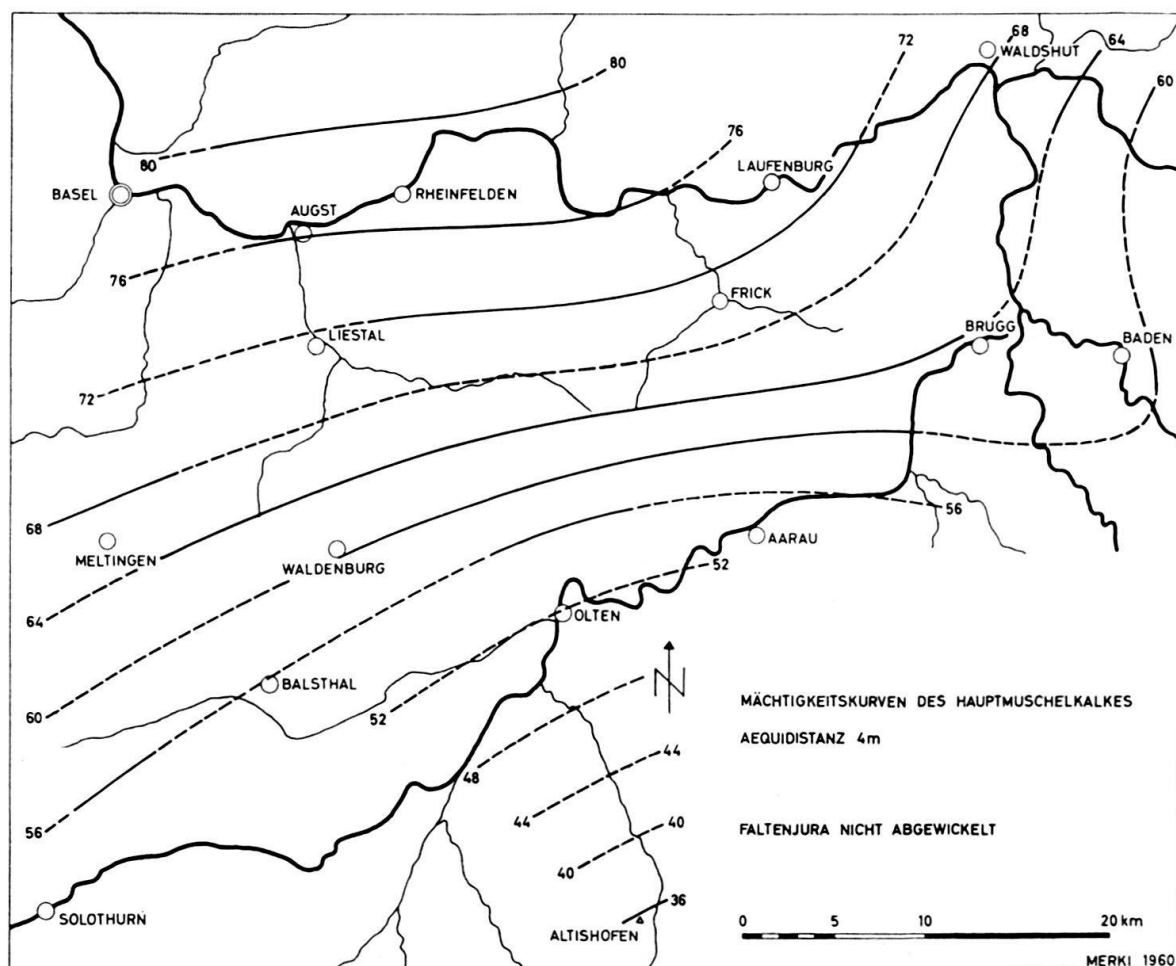 68
64
WALDSHUT
72
80
60
76
80
LAUFENBURG
BASEL
RHEINFELDEN
AUGST
76
FRICK
BRUGG
LIESTAL
BADEN
72
56
68
AARAU
MELTINGEN
WALDENBURG
52
64
OLTEN
N
BALSTHAL
MÄCHTIGKEITSKURVEN DES HAUPTMUSCHELKALKES
60
52
AEQUIDISTANZ 4m
44
48
44
40
56
FALTENJURA NICHT ABGEWICKELT
40
36
SOLOTHURN
ALTISHOFEN
0 5 10 20 km
MERKI 1960